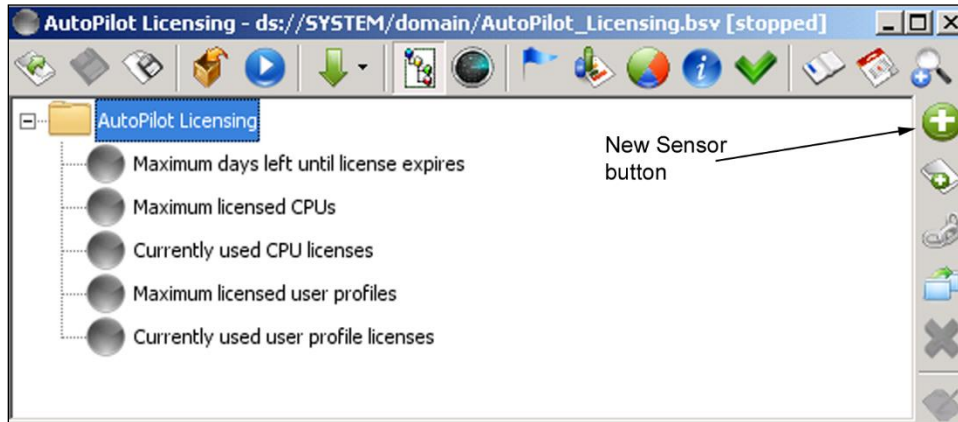 AutoPilot Licensing - ds://SYSTEM/domain/AutoPilot_Licensing.bsv [stopped]
AutoPilot Licensing
New Sensor
button
Maximum days left until license expires
Maximum licensed CPUs
Currently used CPU licenses
Maximum licensed user profiles
Currently used user profile licenses